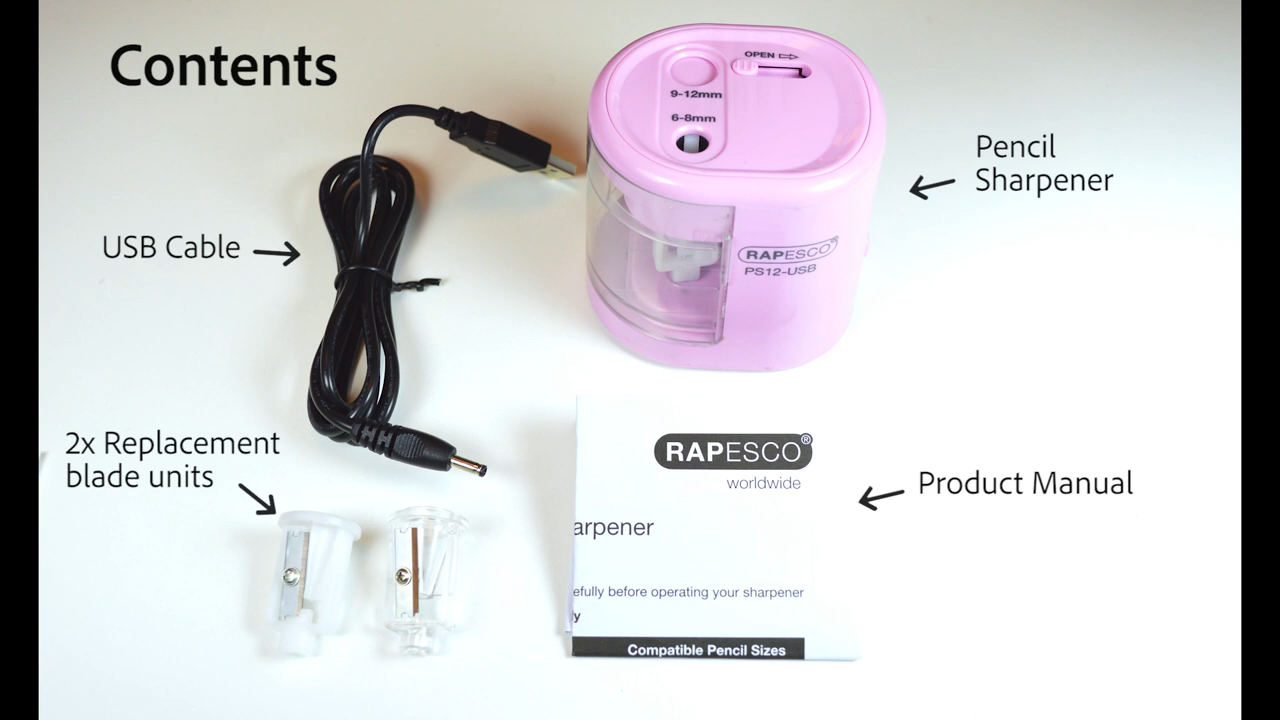 Contents
OPEN
9-12mm
6-8mm
Pencil
Sharpener
USB Cable
RAPESCO®
PS12-USB
2x Replacement
blade units
RAPESCO®
worldwide
Product Manual
arpener
efully before operating your sharpener
y
Compatible Pencil Sizes